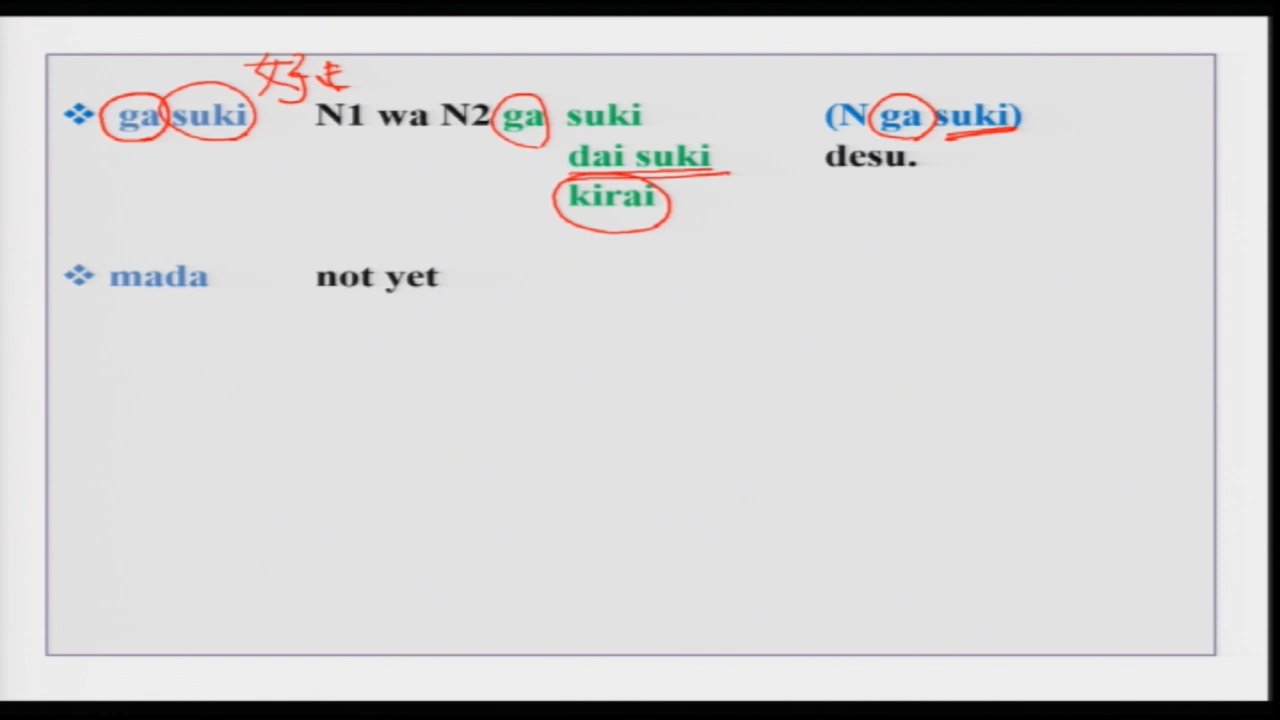 好き
❖ ga suki N1 wa N2 ga suki (N ga suki)
dai suki desu.
kirai
❖ mada not yet